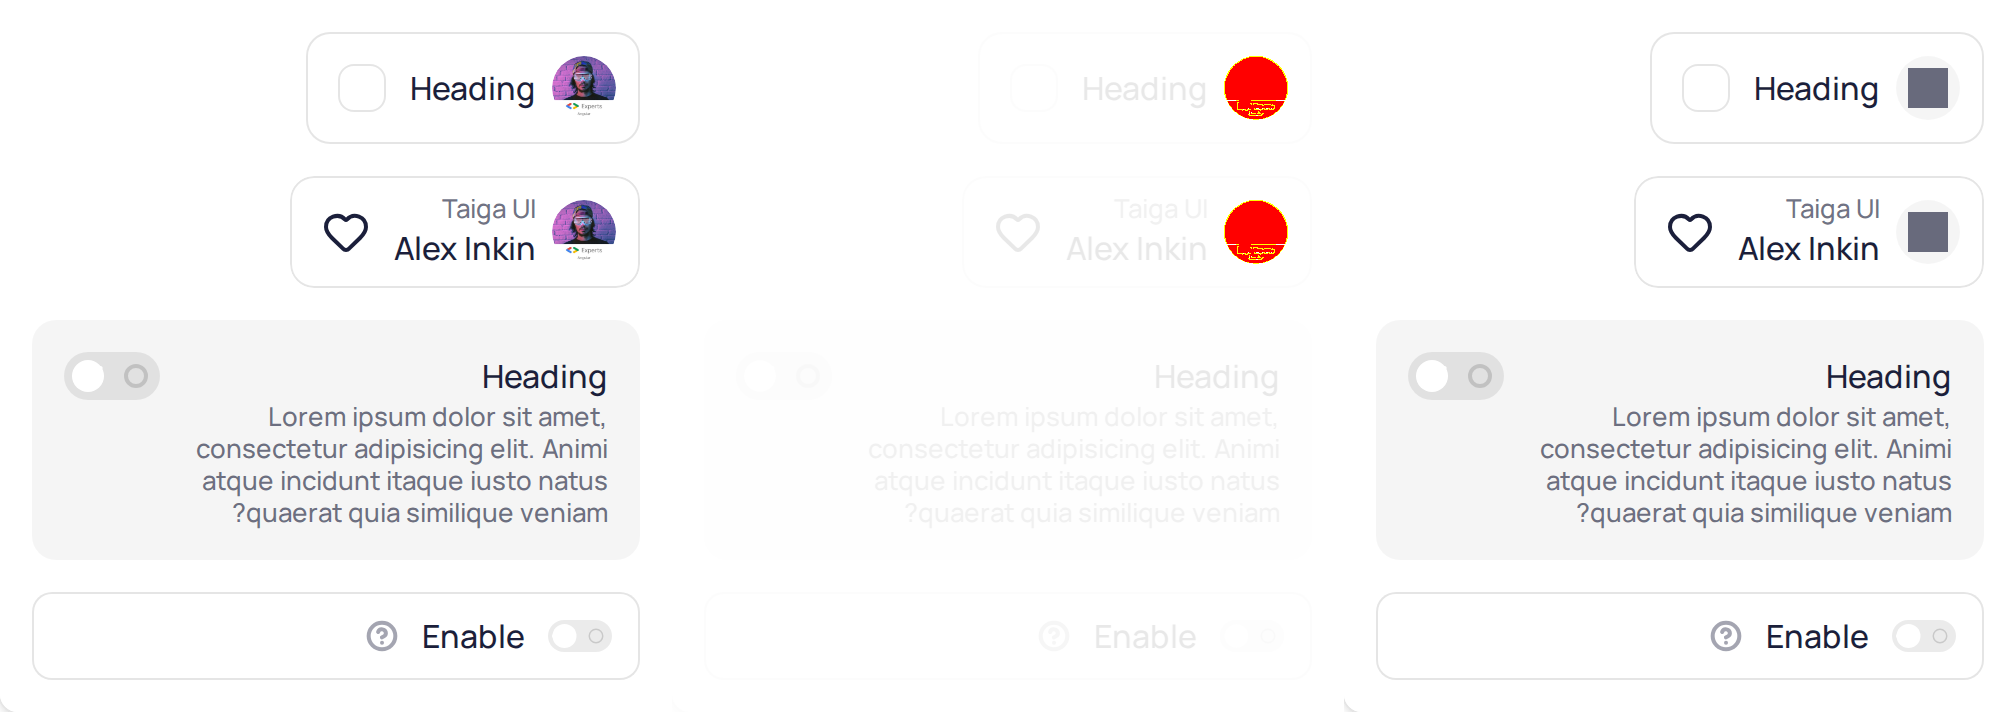 Heading
Experts
Taiga UI
Alex Inkin
Experts
Heading
Lorem ipsum dolor sit amet,
consectetur adipisicing elit. Animi
atque incidunt itaque iusto natus
?quaerat quia similique veniam
Enable
Heading
Taiga UI
Alex Inkin
Heading
Lorem ipsum dolor sit amet,
consectetur adipisicing elit. Animi
atque incidunt itaque iusto natus
?quaerat quia similique veniam
Enable
Heading
Taiga UI
Alex Inkin
Heading
Lorem ipsum dolor sit amet,
consectetur adipisicing elit. Animi
atque incidunt itaque iusto natus
?quaerat quia similique veniam
Enable